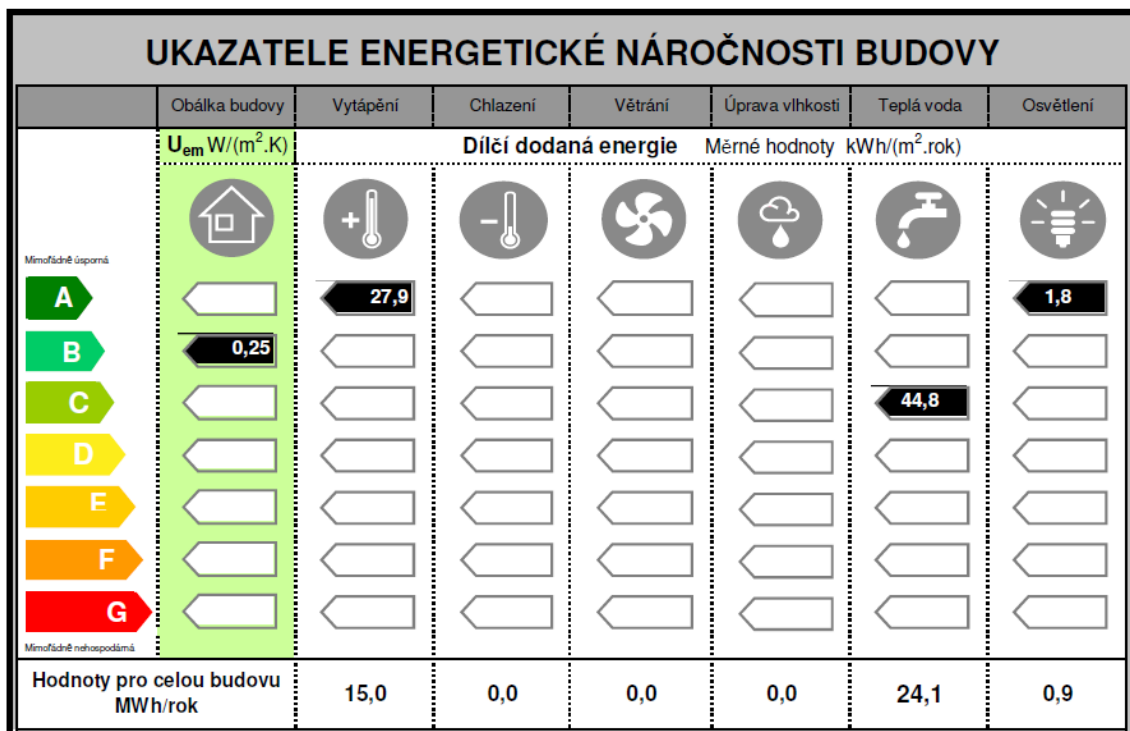 UKAZATELE ENERGETICKÉ NÁROČNOSTI BUDOVY
Obálka budovy Vytápění Chlazení Větrání Úprava vlhkosti Teplá voda Osvětlení
Uem W/(m².K) Dílčí dodaná energie Měrné hodnoty kWh/(m².rok)
Mimořádně úsporná
A 27,9 1,8
B 0,25
C 44,8
D
E
F
G
Mimořádně nehospodárná
Hodnoty pro celou budovu
MWh/rok 15,0 0,0 0,0 0,0 24,1 0,9